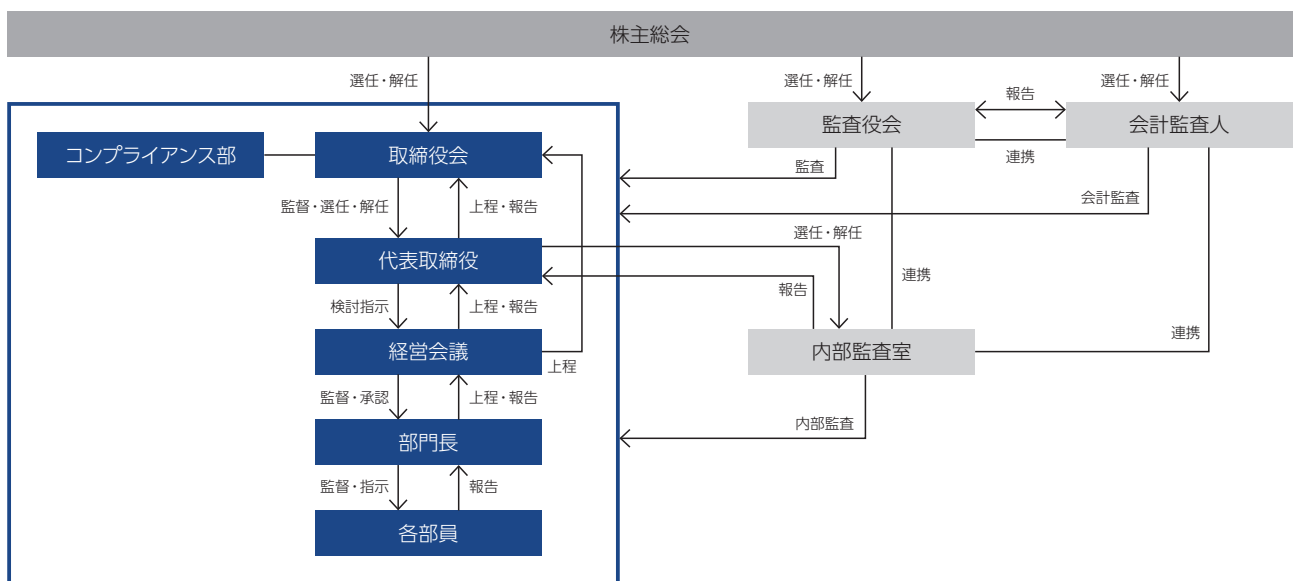 株主総会
選任・解任
選任・解任
選任・解任
報告
監査役会
会計監査人
コンプライアンス部
取締役会
連携
監査
会計監査
監督・選任・解任
上程・報告
選任・解任
代表取締役
連携
報告
検討指示
上程・報告
連携
経営会議
内部監査室
上程
監督・承認
上程・報告
内部監査
部門長
監督・指示
報告
各部員